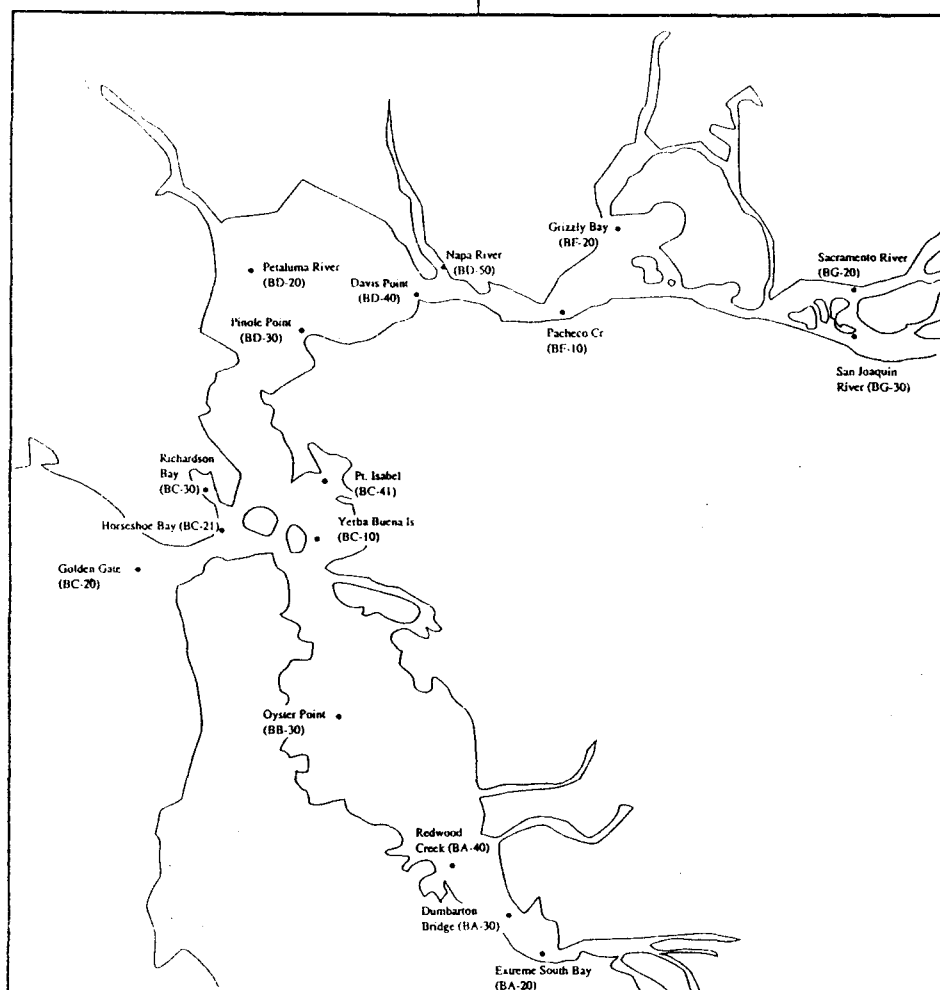 Grizzly Bay
(BF-20)
Napa River
(BD-50)
Sacramento River
(BG-20)
Petaluma River
(BD-20)
Davis Point
(BD-40)
Pinole Point
(BD-30)
Pacheco Cr
(BF-10)
San Joaquin
River (BG-30)
Richardson
Bay
(BC-30)
Pt. Isabel
(BC-41)
Horseshoe Bay (BC-21)
Yerba Buena Is
(BC-10)
Golden Gate
(BC-20)
Oyster Point
(BB-30)
Redwood
Creek (BA-40)
Dumbarton
Bridge (BA-30)
Extreme South Bay
(BA-20)